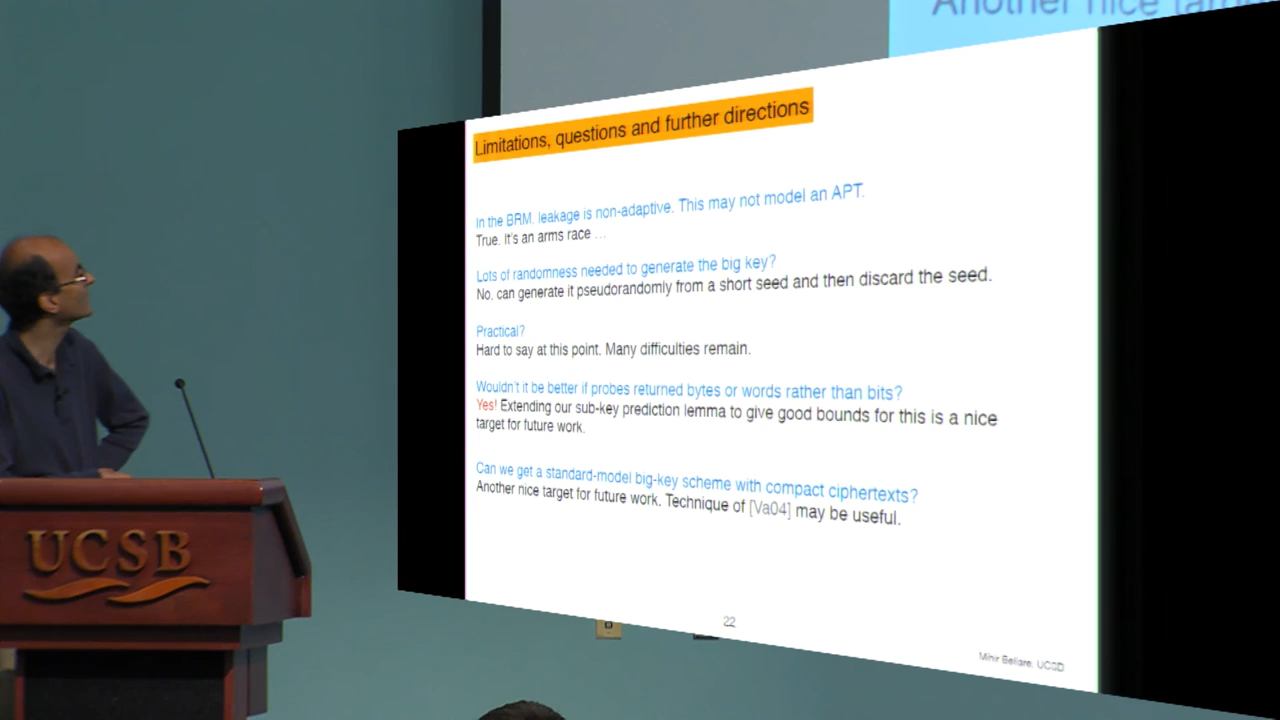 Another nice
Limitations, questions and further directions
In the BRM, leakage is non-adaptive. This may not model an APT.
True. It's an arms race ...
Lots of randomness needed to generate the big key?
No, can generate it pseudorandomly from a short seed and then discard the seed.
Practical?
Hard to say at this point. Many difficulties remain.
Wouldn't it be better if probes returned bytes or words rather than bits?
Yes! Extending our sub-key prediction lemma to give good bounds for this is a nice
target for future work.
Can we get a standard-model big-key scheme with compact ciphertexts?
Another nice target for future work. Technique of [Va04] may be useful.
22
Mihir Bellare; UCSD
UCSB